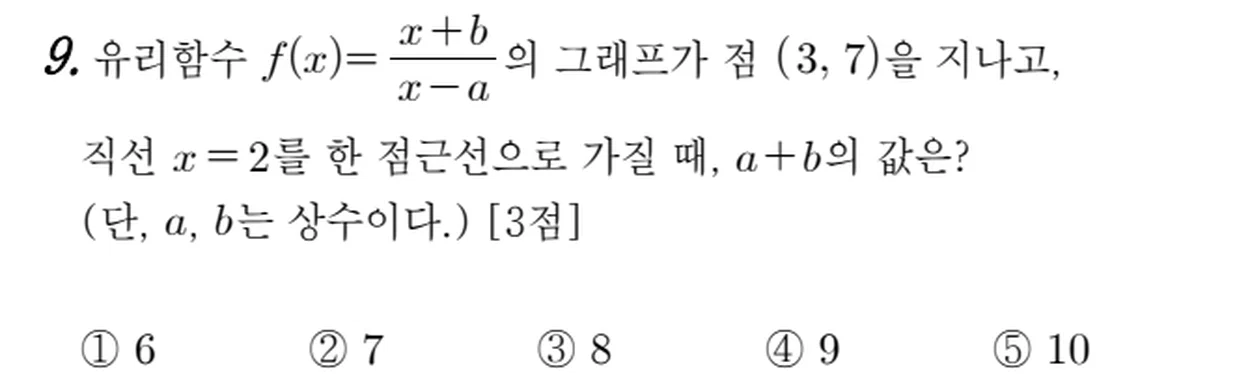 9. 유리함수 f(x)= \frac{x+b}{x-a}의 그래프가 점 (3, 7)을 지나고,
직선 x=2를 한 점근선으로 가질 때, a+b의 값은?
(단, a, b는 상수이다.) [3점]
① 6 ② 7 ③ 8 ④ 9 ⑤ 10